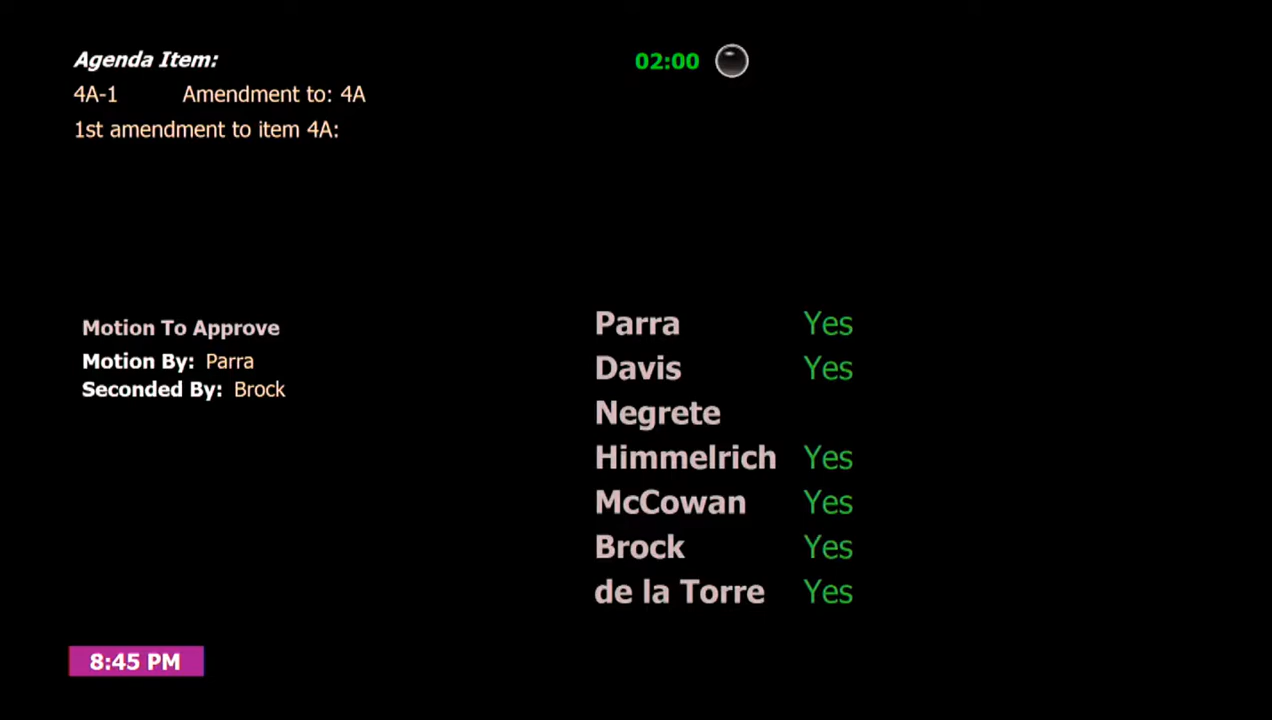 Agenda Item:
02:00
4A-1 Amendment to: 4A
1st amendment to item 4A:
Motion To Approve
Motion By: Parra
Seconded By: Brock
Parra Yes
Davis Yes
Negrete
Himmelrich Yes
McCowan Yes
Brock Yes
de la Torre Yes
8:45 PM